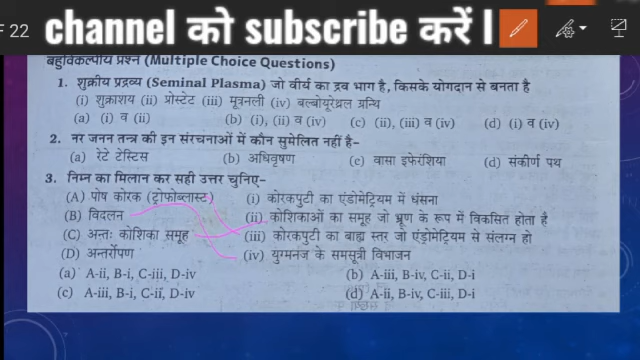 F 22 channel को subscribe करें l
बहुविकल्पीय प्रश्न (Multiple Choice Questions)
1. शुक्रीय प्रद्रव्य (Seminal Plasma) जो वीर्य का द्रव भाग है, किसके योगदान से बनता है
(i) शुक्राशय (ii) प्रोस्टेट (iii) मूत्रनली (iv) बल्बोयूरेथ्रल ग्रन्थि
(a) (i) व (ii) (b) (i), (ii) व (iv) (c) (ii), (iii) व (iv) (d) (i) व (iv)
2. नर जनन तन्त्र की इन संरचनाओं में कौन सुमेलित नहीं है–
(a) रेटे टेस्टिस (b) अधिवृषण (c) वासा इफेरेंशिया (d) संकीर्ण पथ
3. निम्न का मिलान कर सही उत्तर चुनिए–
(A) पोष कोरक (ट्रोफोब्लास्ट) (i) कोरकपुटी का एंडोमेट्रियम में धंसना
(B) विदलन (ii) कोशिकाओं का समूह जो भ्रूण के रूप में विकसित होता है
(C) अन्तः कोशिका समूह (iii) कोरकपुटी का बाह्य स्तर जो एंडोमेट्रियम से संलग्न हो
(D) अन्तर्रोपण (iv) युग्मनज के समसूत्री विभाजन
(a) A-ii, B-i, C-iii, D-iv (b) A-iii, B-iv, C-ii, D-i
(c) A-iii, B-i, C-ii, D-iv (d) A-ii, B-iv, C-iii, D-i